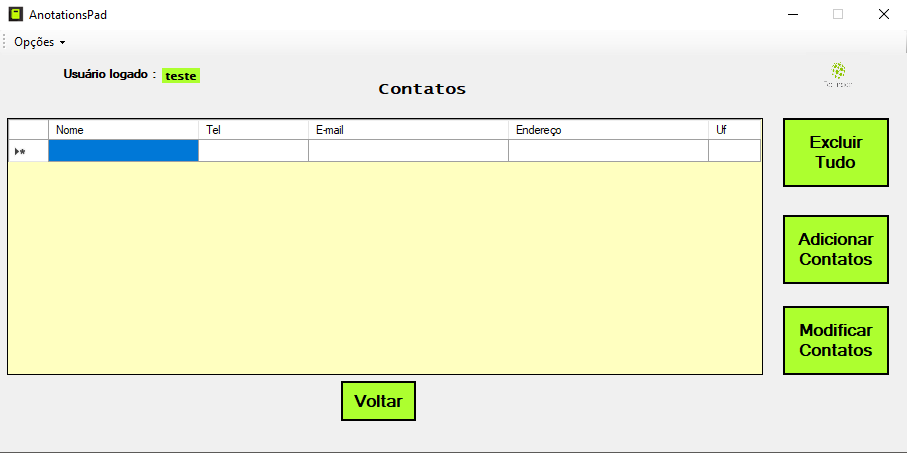 AnotationsPad
Opções
Usuário logado : teste
Contatos
Nome Tel E-mail Endereço Uf
Excluir
Tudo
Adicionar
Contatos
Modificar
Contatos
Voltar